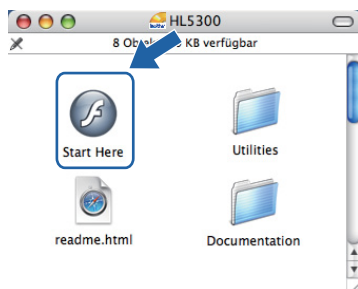 HL5300
8 KB verfügbar
Start Here
Utilities
readme.html
Documentation